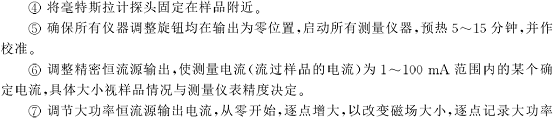 ④ 将毫特斯拉计探头固定在样品附近。
⑤ 确保所有仪器调整旋钮均在输出为零位置,启动所有测量仪器,预热 5～15 分钟,并作
校准。
⑥ 调整精密恒流源输出,使测量电流(流过样品的电流)为 1～100 mA 范围内的某个确
定电流,具体大小视样品情况与测量仪表精度决定。
⑦ 调节大功率恒流源输出电流,从零开始,逐点增大,以改变磁场大小,逐点记录大功率